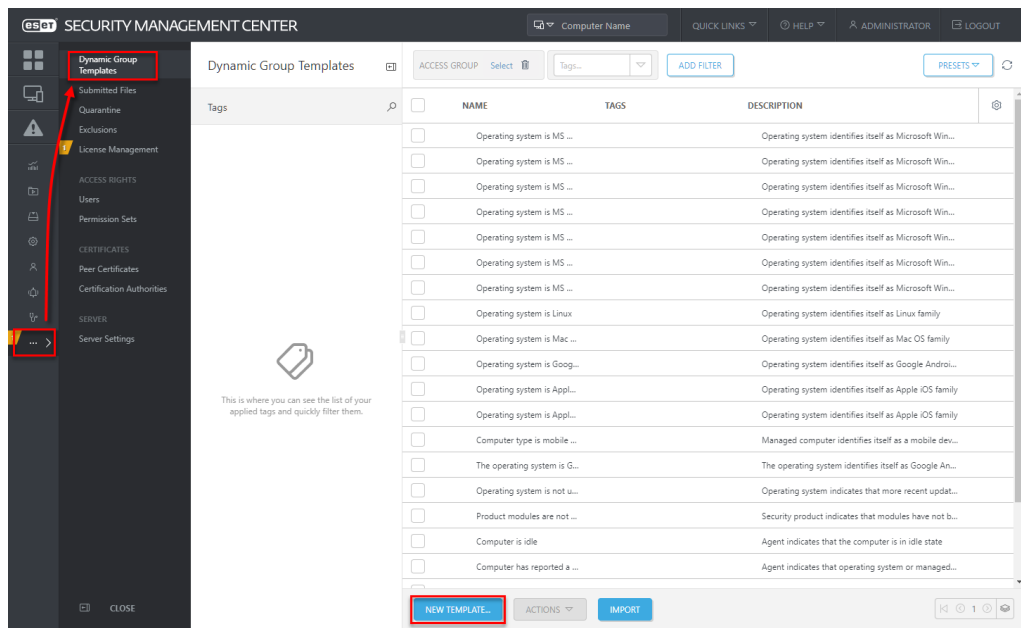 eset SECURITY MANAGEMENT CENTER
Computer Name
QUICK LINKS
HELP
ADMINISTRATOR
LOGOUT
Dynamic Group
Templates
Submitted Files
Quarantine
Exclusions
License Management
ACCESS RIGHTS
Users
Permission Sets
CERTIFICATES
Peer Certificates
Certification Authorities
SERVER
Server Settings
CLOSE
Dynamic Group Templates
Tags
This is where you can see the list of your
applied tags and quickly filter them.
ACCESS GROUP Select
Tags...
ADD FILTER
PRESETS
NAME TAGS DESCRIPTION
Operating system is MS ... Operating system identifies itself as Microsoft Win...
Operating system is MS ... Operating system identifies itself as Microsoft Win...
Operating system is MS ... Operating system identifies itself as Microsoft Win...
Operating system is MS ... Operating system identifies itself as Microsoft Win...
Operating system is MS ... Operating system identifies itself as Microsoft Win...
Operating system is MS ... Operating system identifies itself as Microsoft Win...
Operating system is MS ... Operating system identifies itself as Microsoft Win...
Operating system is Linux Operating system identifies itself as Linux family
Operating system is Mac ... Operating system identifies itself as Mac OS family
Operating system is Goog... Operating system identifies itself as Google Androi...
Operating system is Appl... Operating system identifies itself as Apple iOS family
Operating system is Appl... Operating system identifies itself as Apple iOS family
Computer type is mobile ... Managed computer identifies itself as a mobile dev...
The operating system is G... The operating system identifies itself as Google An...
Operating system is not u... Operating system indicates that more recent updat...
Product modules are not ... Security product indicates that modules have not b...
Computer is idle Agent indicates that the computer is in idle state
Computer has reported a ... Agent indicates that operating system or managed...
NEW TEMPLATE...
ACTIONS
IMPORT
1